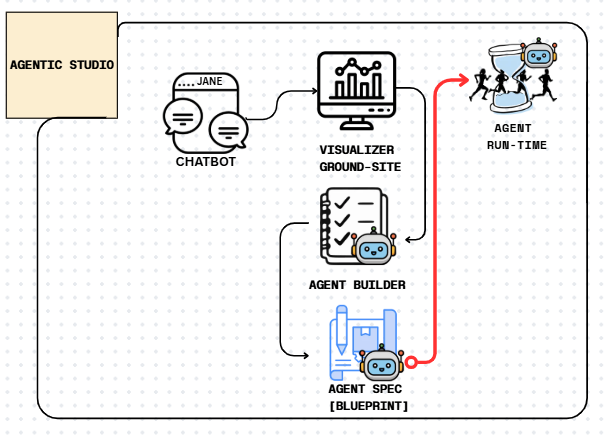 AGENTIC STUDIO
....JANE
CHATBOT
VISUALIZER
GROUND-SITE
AGENT
RUN-TIME
AGENT BUILDER
AGENT SPEC
[BLUEPRINT]